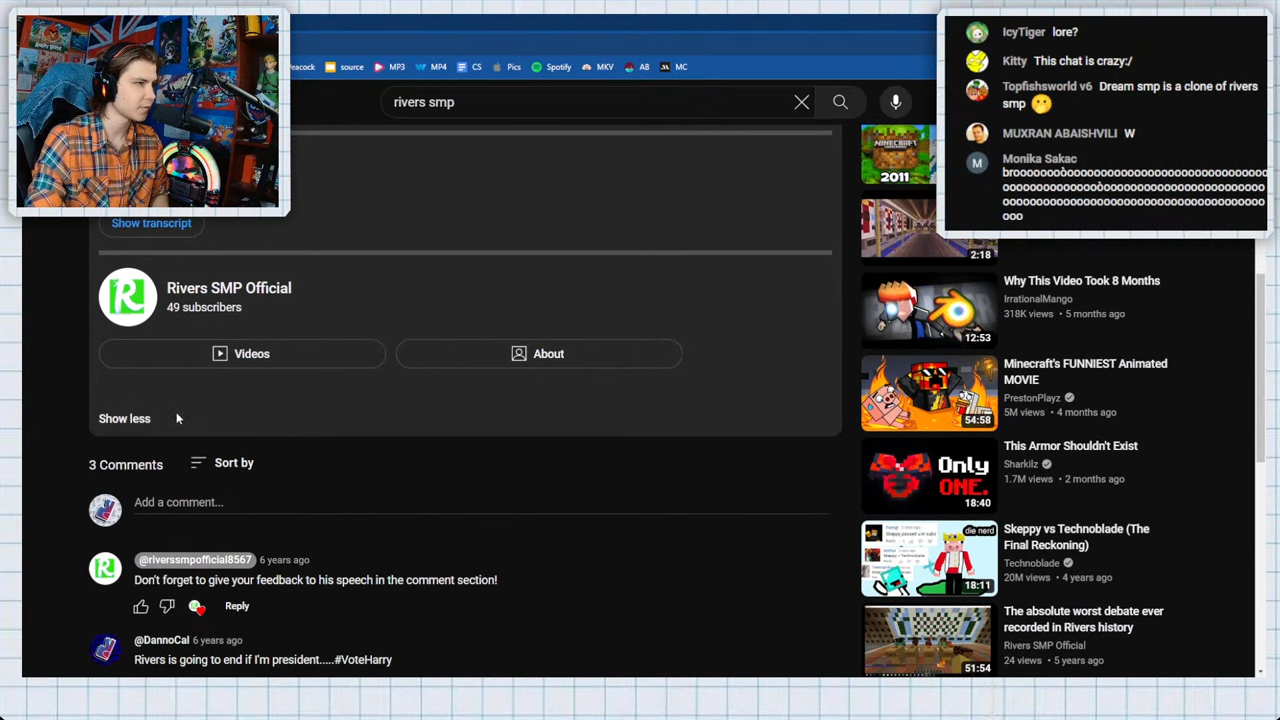 eacock
source
MP3
MP4
CS
Pics
Spotify
MKV
AB
MC
rivers smp
IcyTiger lore?
Kitty This chat is crazy:/
Topfishsworld v6 Dream smp is a clone of rivers
smp
MUXRAN ABAISHVILI W
Monika Sakac
ooo
Show transcript
Rivers SMP Official
49 subscribers
Videos
About
Show less
3 Comments
Sort by
Add a comment...
6 years ago
Don't forget to give your feedback to his speech in the comment section!
Reply
@DannoCal 6 years ago
Rivers is going to end if I'm president.....#VoteHarry
MINECRAFT
2011
2:18
Why This Video Took 8 Months
IrrationalMango
318K views • 5 months ago
12:53
Minecraft's FUNNIEST Animated
MOVIE
PrestonPlayz
5M views • 4 months ago
54:58
This Armor Shouldn't Exist
Sharkilz
1.7M views • 2 months ago
Only
ONE.
18:40
Skeppy vs Technoblade (The
Final Reckoning)
Technoblade
20M views • 4 years ago
die nerd
18:11
The absolute worst debate ever
recorded in Rivers history
Rivers SMP Official
24 views • 5 years ago
51:54